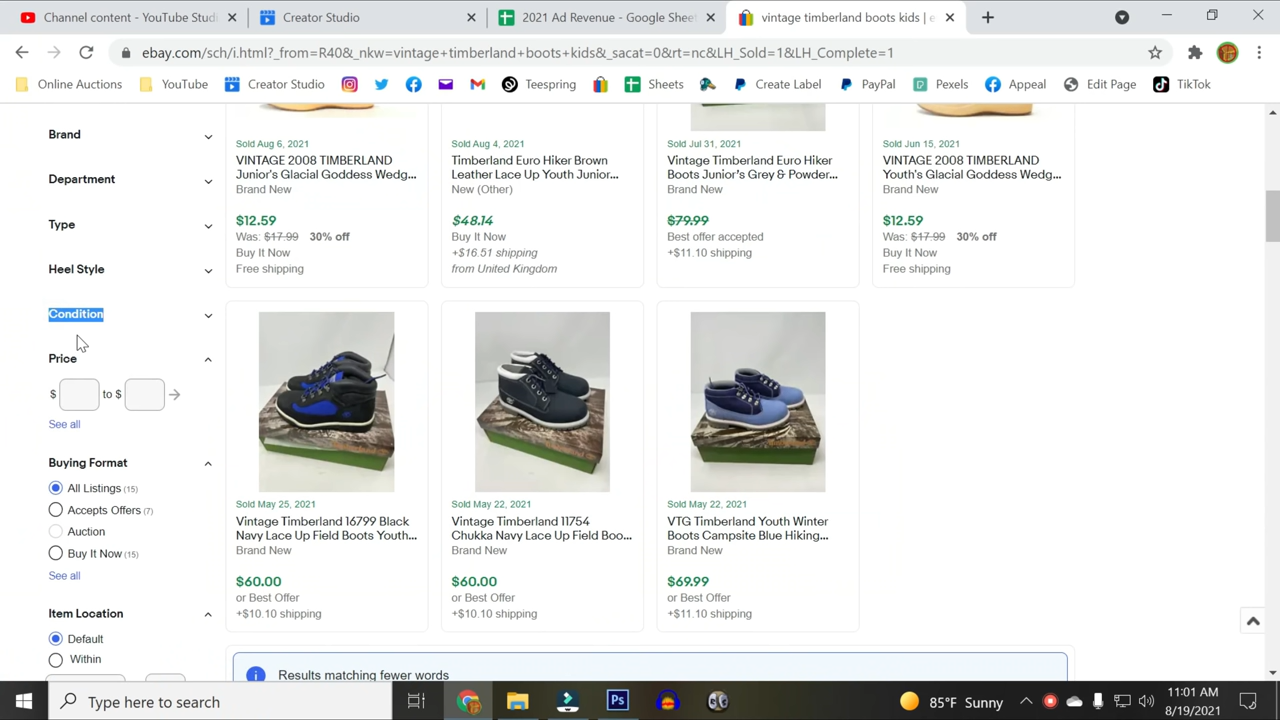 Channel content - YouTube Studi
Creator Studio
2021 Ad Revenue - Google Sheet
vintage timberland boots kids | e
ebay.com/sch/i.html?_from=R40&_nkw=vintage+timberland+boots+kids&_sacat=0&rt=nc&LH_Sold=1&LH_Complete=1
Online Auctions YouTube Creator Studio Teespring Sheets Create Label PayPal Pexels Appeal Edit Page TikTok
Brand
Department
Type
Heel Style
Condition
Price
$ to $
See all
Buying Format
All Listings (15)
Accepts Offers (7)
Auction
Buy It Now (15)
See all
Item Location
Default
Within
Sold Aug 6, 2021
VINTAGE 2008 TIMBERLAND
Junior's Glacial Goddess Wedg...
Brand New
$12.59
Was: $17.99 30% off
Buy It Now
Free shipping
Sold Aug 4, 2021
Timberland Euro Hiker Brown
Leather Lace Up Youth Junior...
New (Other)
$48.14
Buy It Now
+$16.51 shipping
from United Kingdom
Sold Jul 31, 2021
Vintage Timberland Euro Hiker
Boots Junior's Grey & Powder...
Brand New
$79.99
Best offer accepted
+$11.10 shipping
Sold Jun 15, 2021
VINTAGE 2008 TIMBERLAND
Youth's Glacial Goddess Wedg...
Brand New
$12.59
Was: $17.99 30% off
Buy It Now
Free shipping
Sold May 25, 2021
Vintage Timberland 16799 Black
Navy Lace Up Field Boots Youth...
Brand New
$60.00
or Best Offer
+$10.10 shipping
Sold May 22, 2021
Vintage Timberland 11754
Chukka Navy Lace Up Field Boo...
Brand New
$60.00
or Best Offer
+$10.10 shipping
Sold May 22, 2021
VTG Timberland Youth Winter
Boots Campsite Blue Hiking...
Brand New
$69.99
or Best Offer
+$11.10 shipping
Results matching fewer words
Type here to search
Ps
85°F Sunny
11:01 AM
8/19/2021